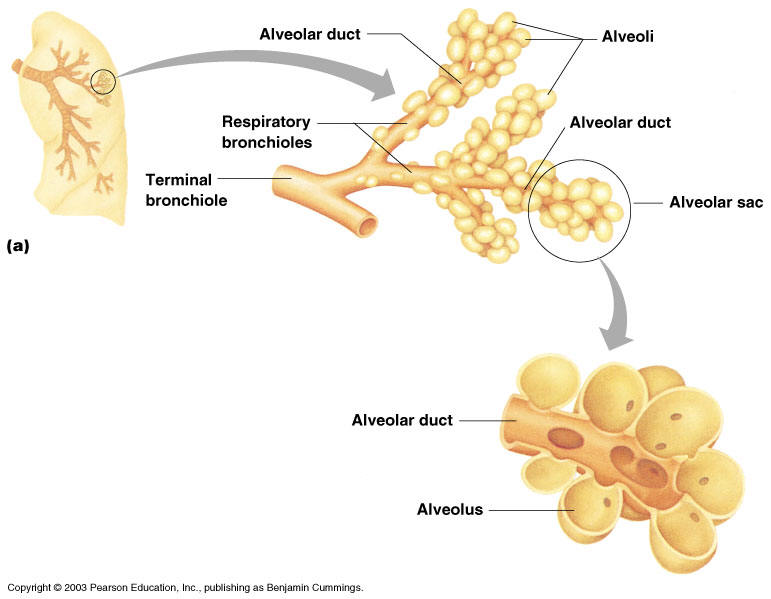 Alveolar duct
Alveoli
Respiratory
bronchioles
Alveolar duct
Terminal
bronchiole
Alveolar sac
(a)
Alveolar duct
Alveolus
Copyright © 2003 Pearson Education, Inc., publishing as Benjamin Cummings.